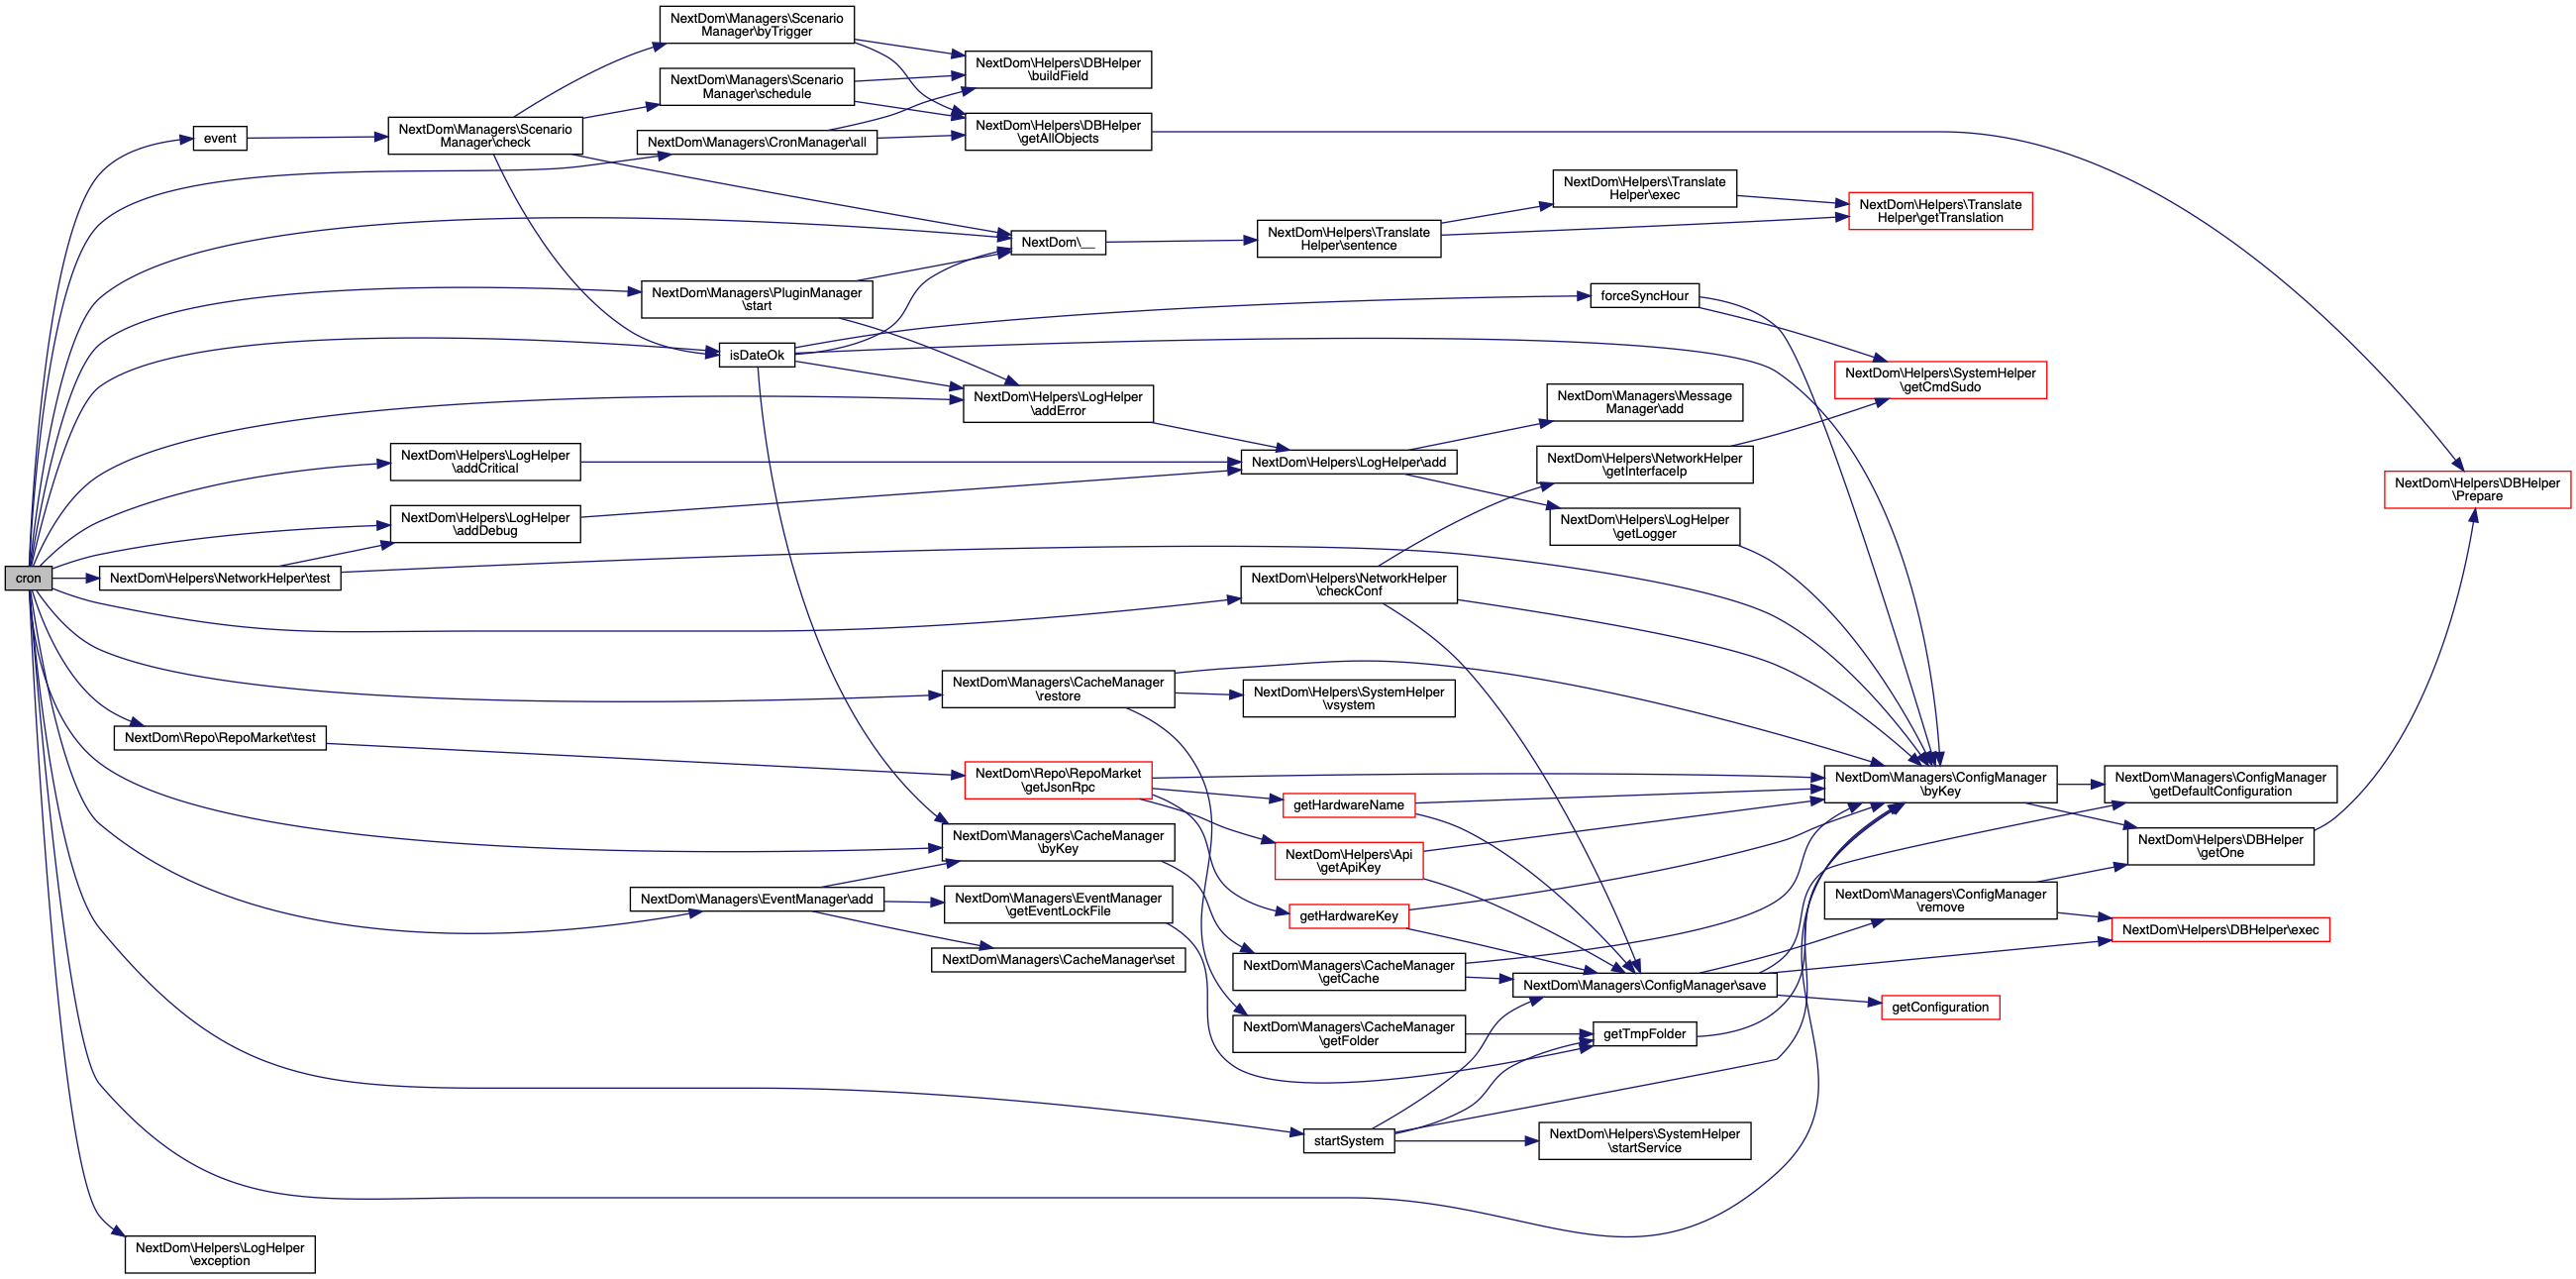 NextDom\Managers\Scenario
Manager\byTrigger
NextDom\Helpers\DBHelper
\buildField
NextDom\Managers\Scenario
Manager\schedule
event
NextDom\Managers\Scenario
Manager\check
NextDom\Managers\CronManager\all
NextDom\Helpers\DBHelper
\getAllObjects
NextDom\Helpers\Translate
Helper\exec
NextDom\Helpers\Translate
Helper\getTranslation
NextDom\__
NextDom\Helpers\Translate
Helper\sentence
NextDom\Managers\PluginManager
\start
forceSyncHour
isDateOk
NextDom\Helpers\SystemHelper
\getCmdSudo
NextDom\Helpers\LogHelper
\addError
NextDom\Managers\Message
Manager\add
NextDom\Helpers\LogHelper
\addCritical
NextDom\Helpers\LogHelper\add
NextDom\Helpers\NetworkHelper
\getInterfaceIp
NextDom\Helpers\DBHelper
\Prepare
NextDom\Helpers\LogHelper
\addDebug
NextDom\Helpers\LogHelper
\getLogger
cron
NextDom\Helpers\NetworkHelper\test
NextDom\Helpers\NetworkHelper
\checkConf
NextDom\Managers\CacheManager
\restore
NextDom\Helpers\SystemHelper
\vsystem
NextDom\Repo\RepoMarket\test
NextDom\Repo\RepoMarket
\getJsonRpc
getHardwareName
NextDom\Managers\ConfigManager
\byKey
NextDom\Managers\ConfigManager
\getDefaultConfiguration
NextDom\Managers\CacheManager
\byKey
NextDom\Helpers\Api
\getApiKey
NextDom\Helpers\DBHelper
\getOne
NextDom\Managers\EventManager\add
NextDom\Managers\EventManager
\getEventLockFile
getHardwareKey
NextDom\Managers\ConfigManager
\remove
NextDom\Helpers\DBHelper\exec
NextDom\Managers\CacheManager\set
NextDom\Managers\CacheManager
\getCache
NextDom\Managers\ConfigManager\save
getConfiguration
NextDom\Managers\CacheManager
\getFolder
getTmpFolder
startSystem
NextDom\Helpers\SystemHelper
\startService
NextDom\Helpers\LogHelper
\exception